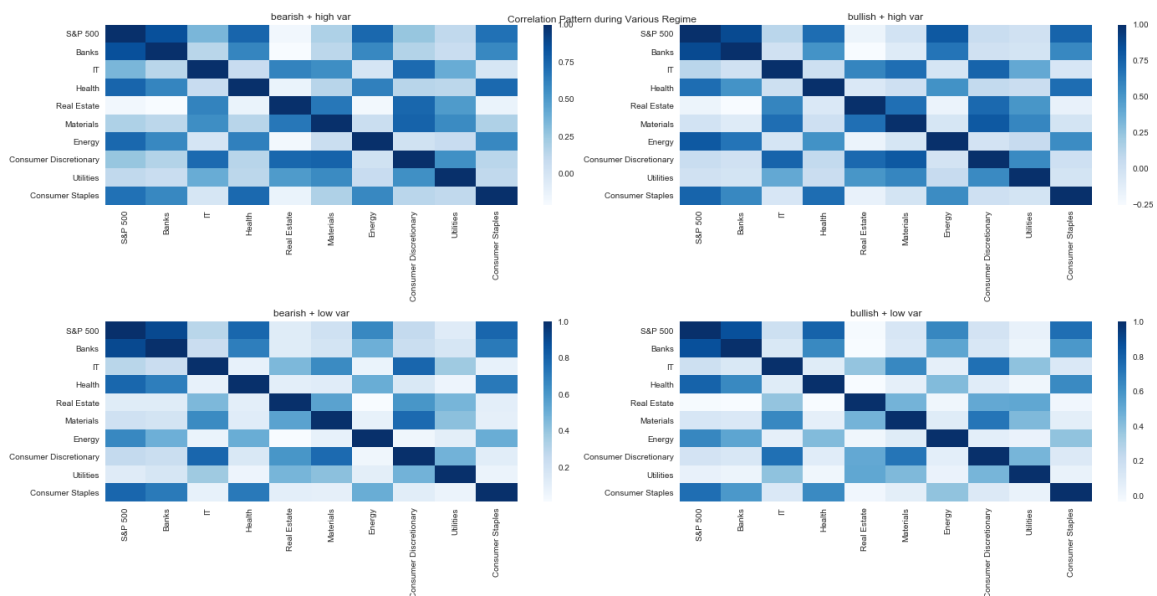 Correlation Pattern during Various Regime
bearish + high var
S&P 500
Banks
IT
Health
Real Estate
Materials
Energy
Consumer Discretionary
Utilities
Consumer Staples
S&P 500
Banks
IT
Health
Real Estate
Materials
Energy
Consumer Discretionary
Utilities
Consumer Staples
1.00
0.75
0.50
0.25
0.00
bullish + high var
S&P 500
Banks
IT
Health
Real Estate
Materials
Energy
Consumer Discretionary
Utilities
Consumer Staples
S&P 500
Banks
IT
Health
Real Estate
Materials
Energy
Consumer Discretionary
Utilities
Consumer Staples
1.00
0.75
0.50
0.25
0.00
−0.25
bearish + low var
S&P 500
Banks
IT
Health
Real Estate
Materials
Energy
Consumer Discretionary
Utilities
Consumer Staples
S&P 500
Banks
IT
Health
Real Estate
Materials
Energy
Consumer Discretionary
Utilities
Consumer Staples
1.0
0.8
0.6
0.4
0.2
bullish + low var
S&P 500
Banks
IT
Health
Real Estate
Materials
Energy
Consumer Discretionary
Utilities
Consumer Staples
S&P 500
Banks
IT
Health
Real Estate
Materials
Energy
Consumer Discretionary
Utilities
Consumer Staples
1.0
0.8
0.6
0.4
0.2
0.0